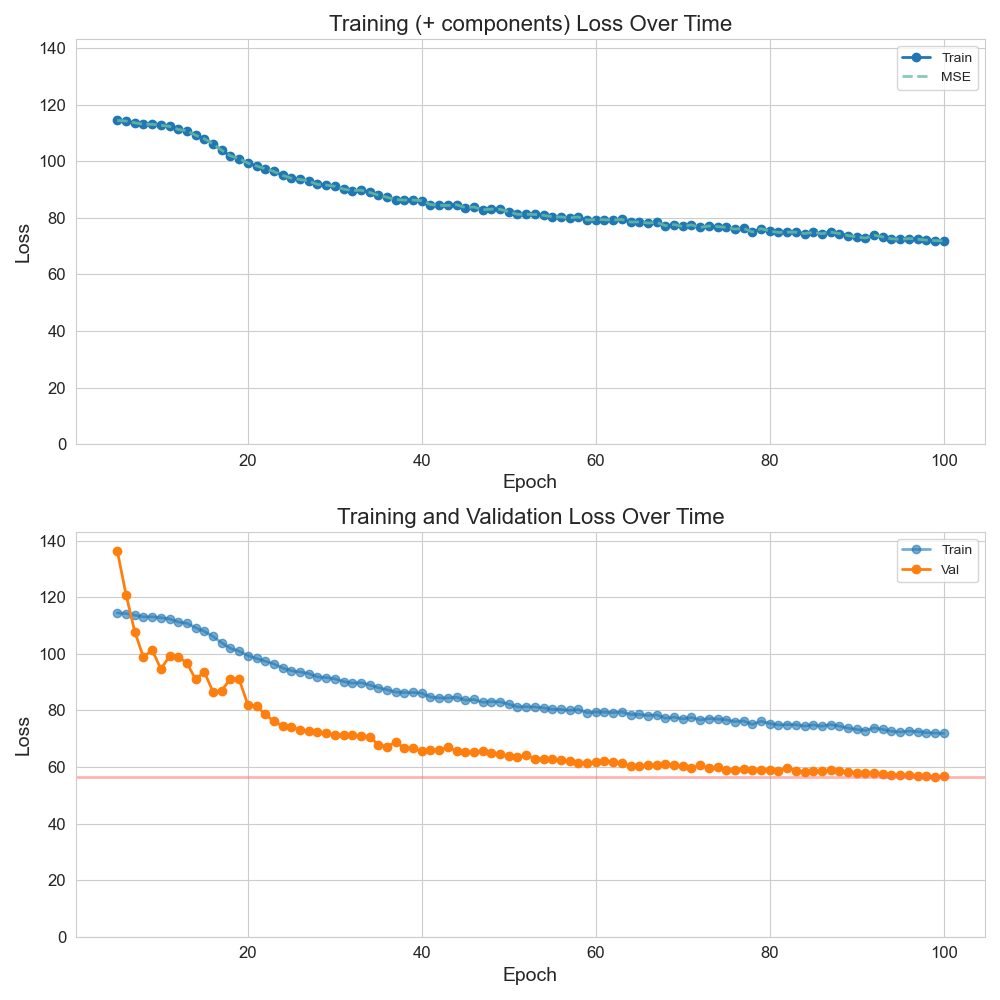 Training (+ components) Loss Over Time
Train
MSE
140
120
100
80
60
40
20
0
Loss
20 40 60 80 100
Epoch
Training and Validation Loss Over Time
Train
Val
140
120
100
80
60
40
20
0
Loss
20 40 60 80 100
Epoch